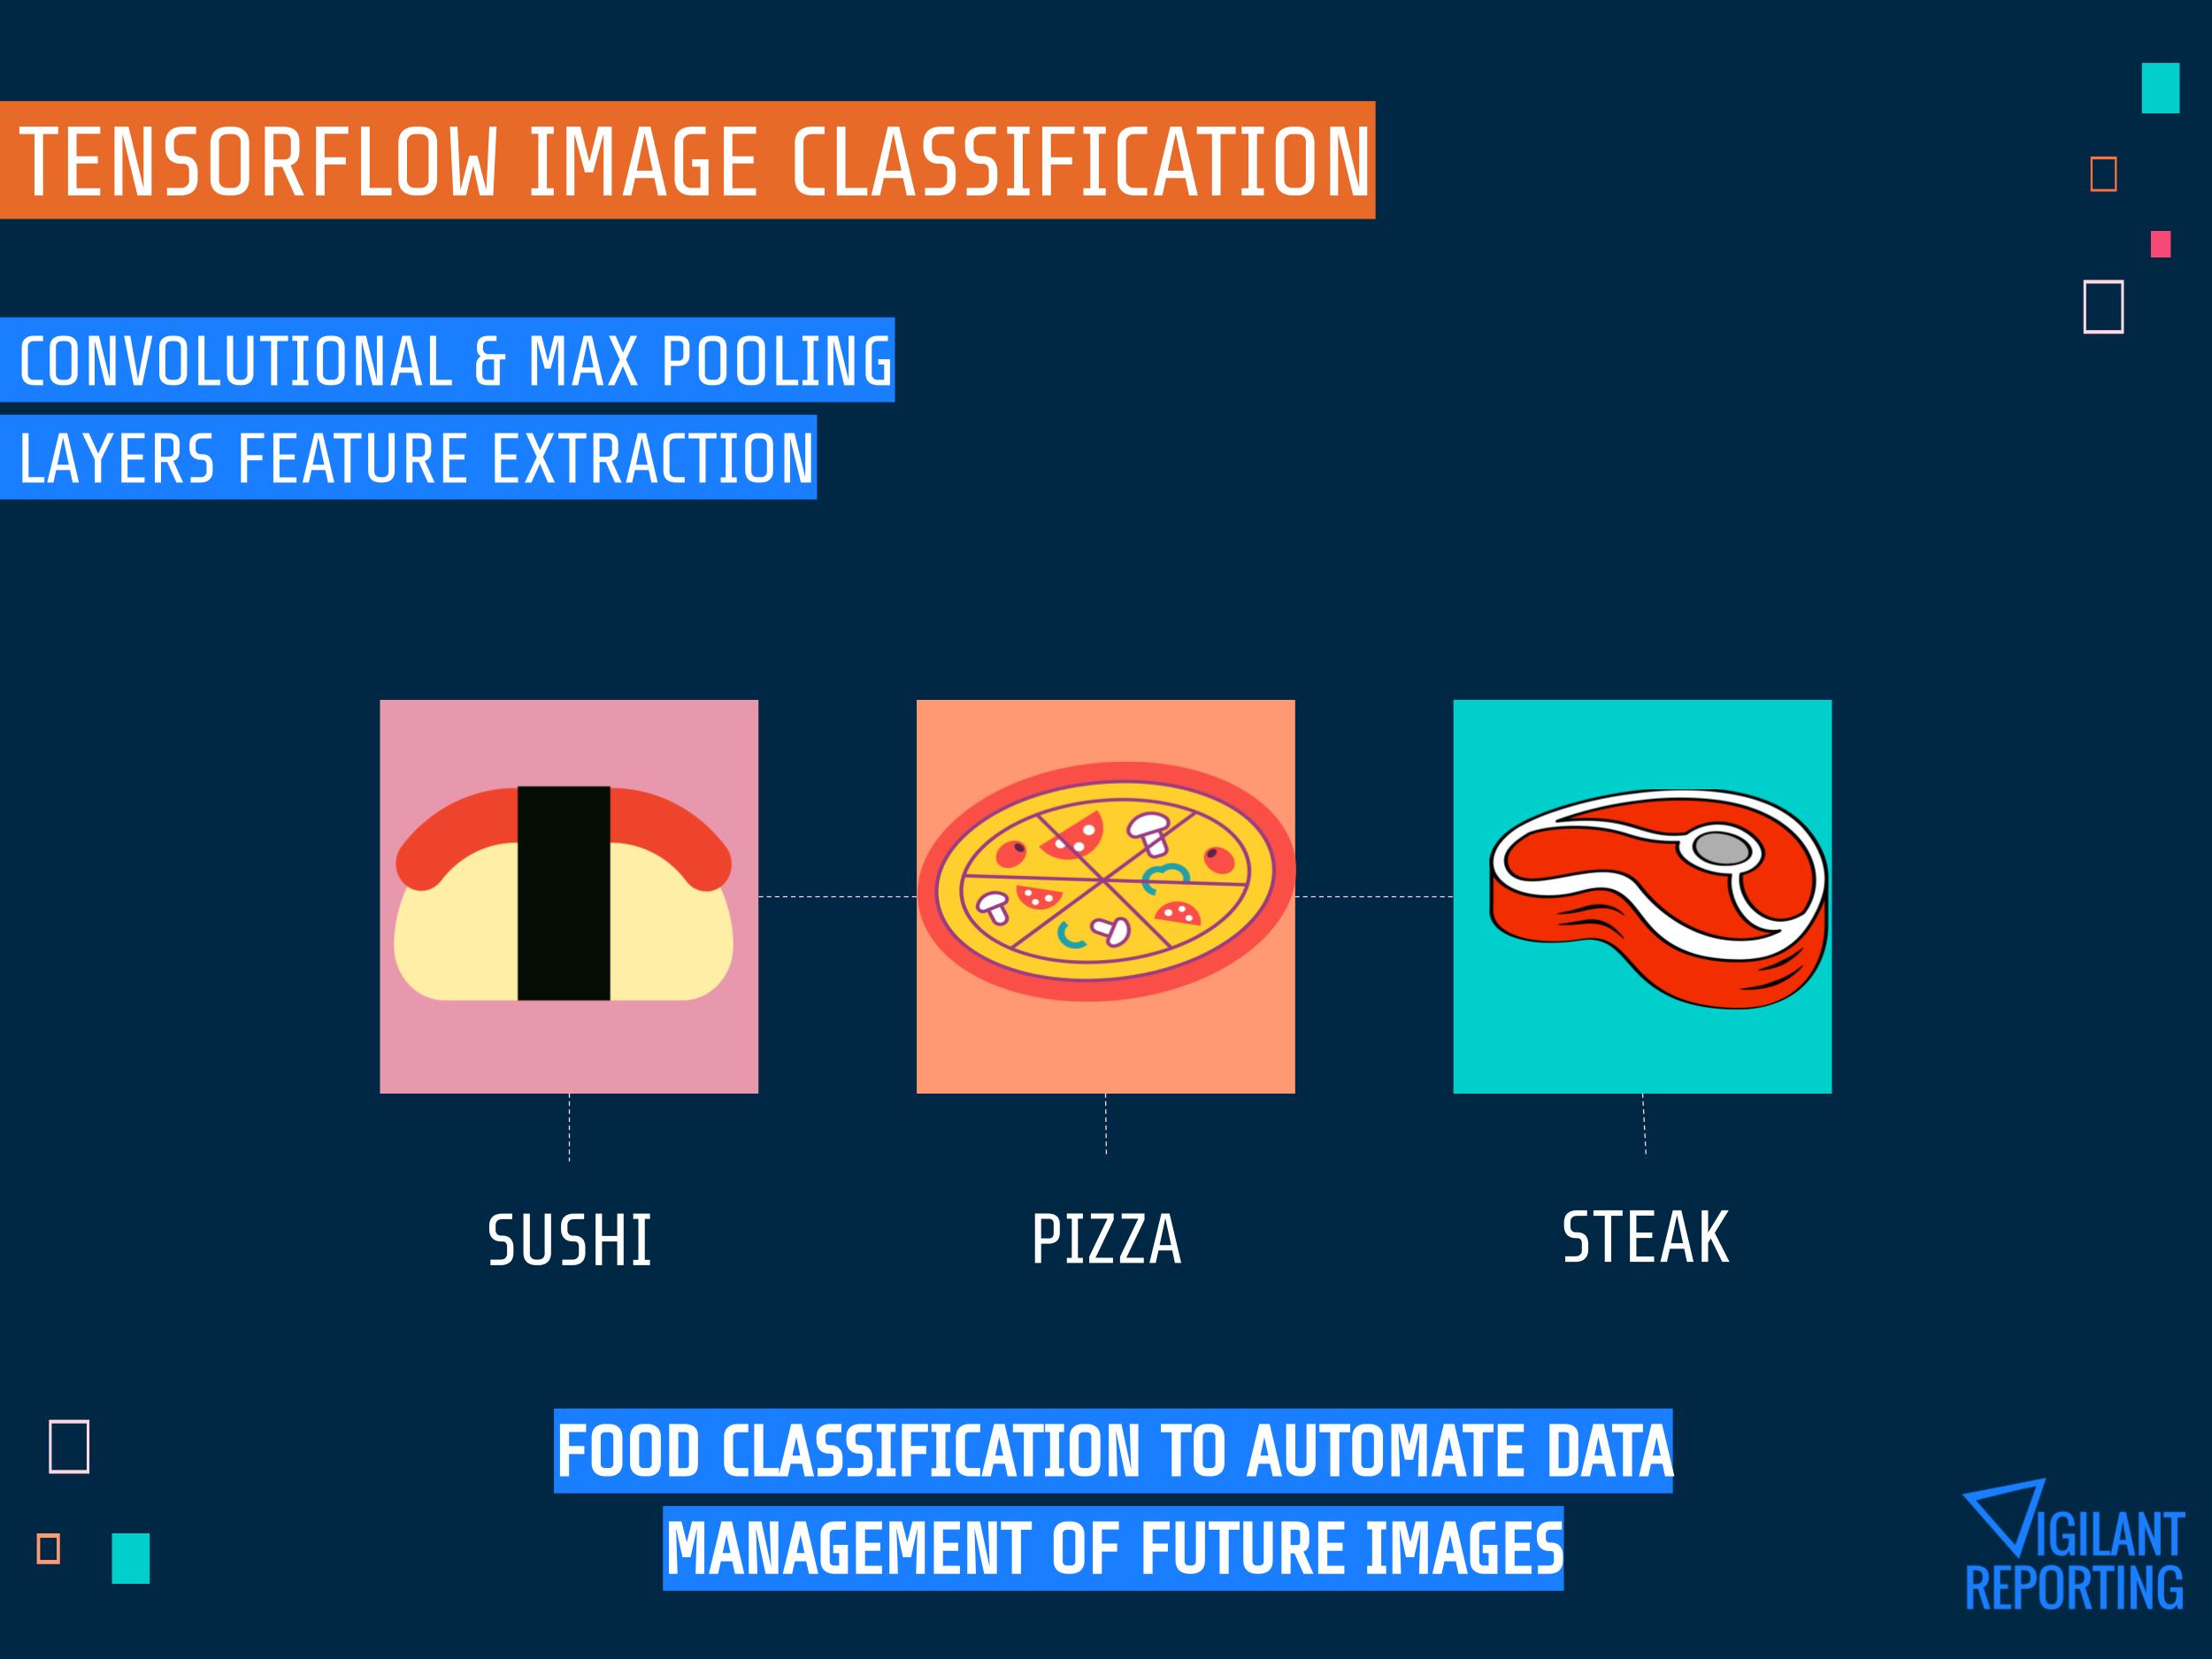 TENSORFLOW IMAGE CLASSIFICATION
CONVOLUTIONAL & MAX POOLING
LAYERS FEATURE EXTRACTION
SUSHI
PIZZA
STEAK
FOOD CLASSIFICATION TO AUTOMATE DATA
MANAGEMENT OF FUTURE IMAGES
VIGILANT
REPORTING